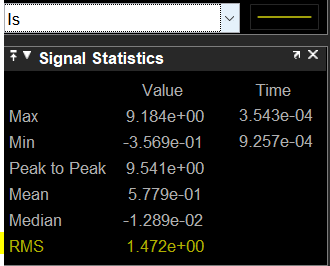 Is
Signal Statistics
Value Time
Max 9.184e+00 3.543e-04
Min -3.569e-01 9.257e-04
Peak to Peak 9.541e+00
Mean 5.779e-01
Median -1.289e-02
RMS 1.472e+00